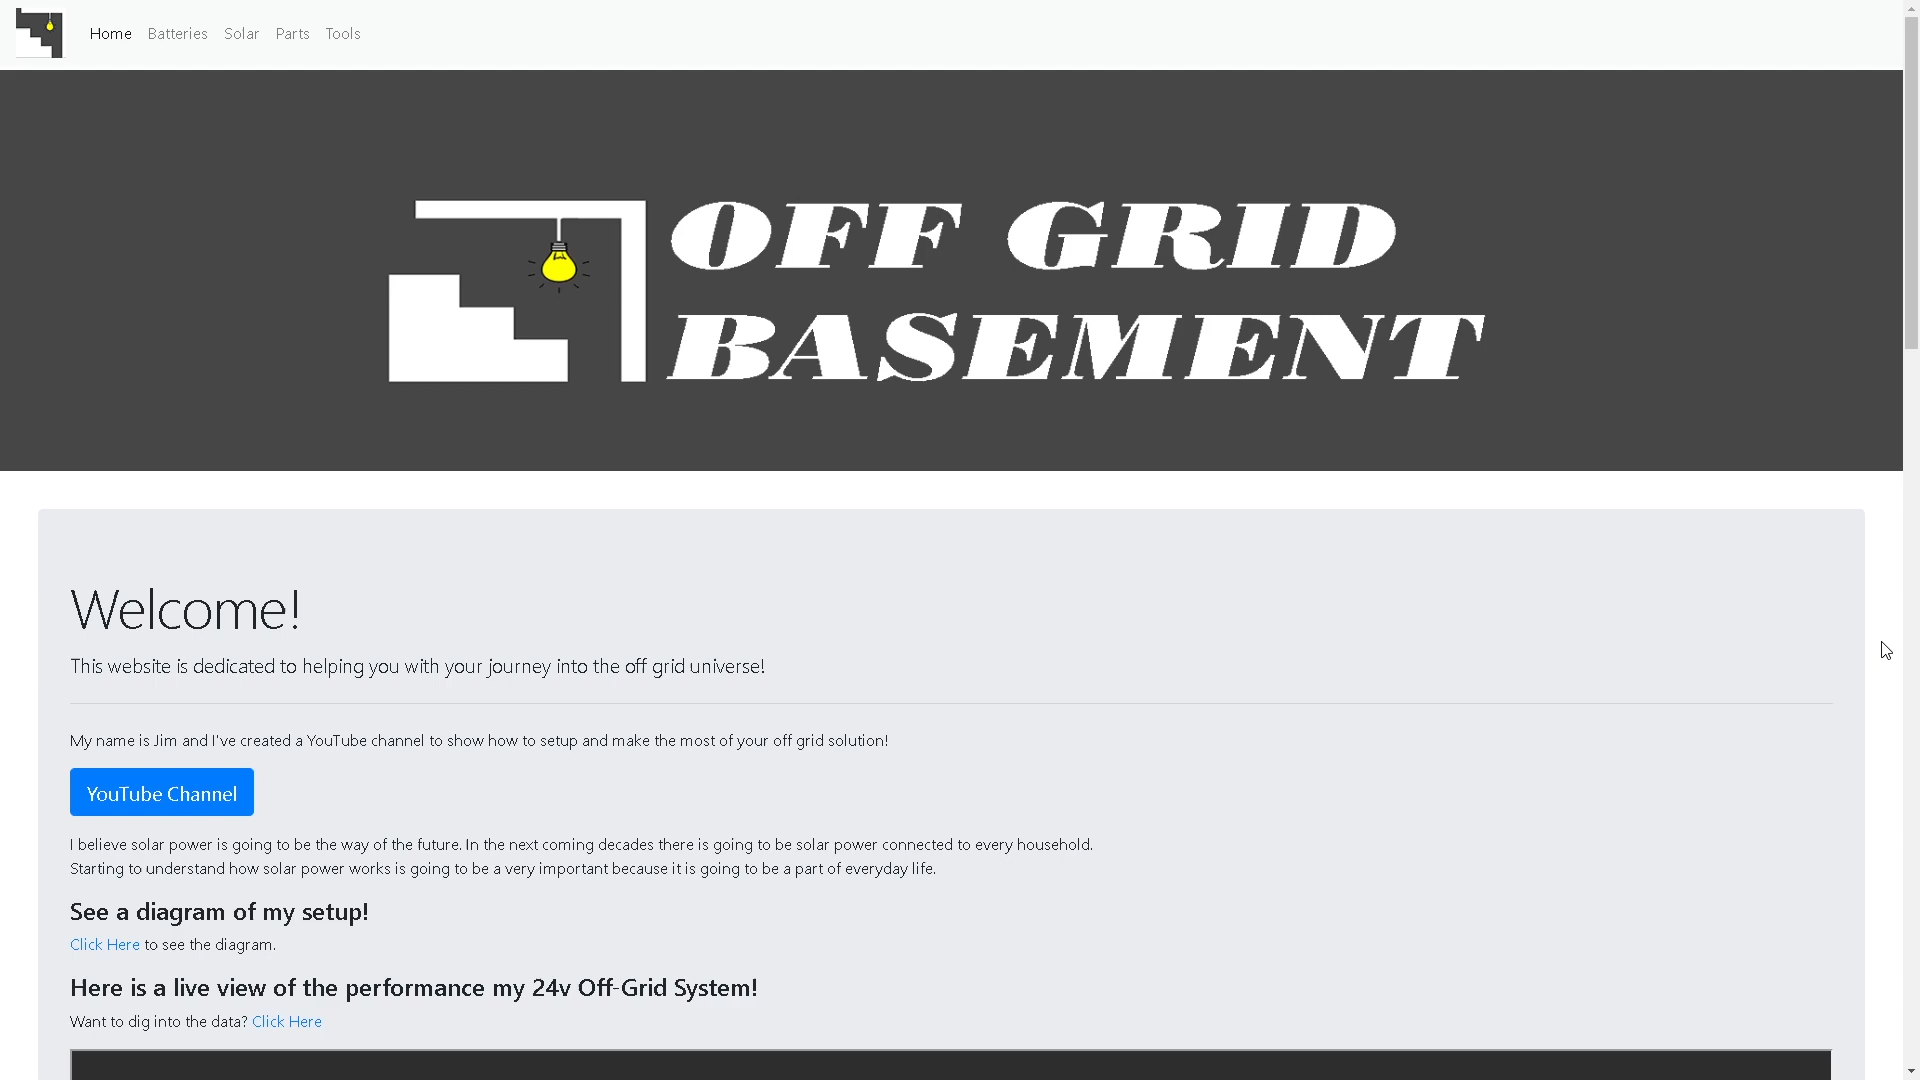 Home Batteries Solar Parts Tools
OFF GRID
BASEMENT
Welcome!
This website is dedicated to helping you with your journey into the off grid universe!
My name is Jim and I've created a YouTube channel to show how to setup and make the most of your off grid solution!
YouTube Channel
I believe solar power is going to be the way of the future. In the next coming decades there is going to be solar power connected to every household.
Starting to understand how solar power works is going to be a very important because it is going to be a part of everyday life.
See a diagram of my setup!
Click Here to see the diagram.
Here is a live view of the performance my 24v Off-Grid System!
Want to dig into the data? Click Here